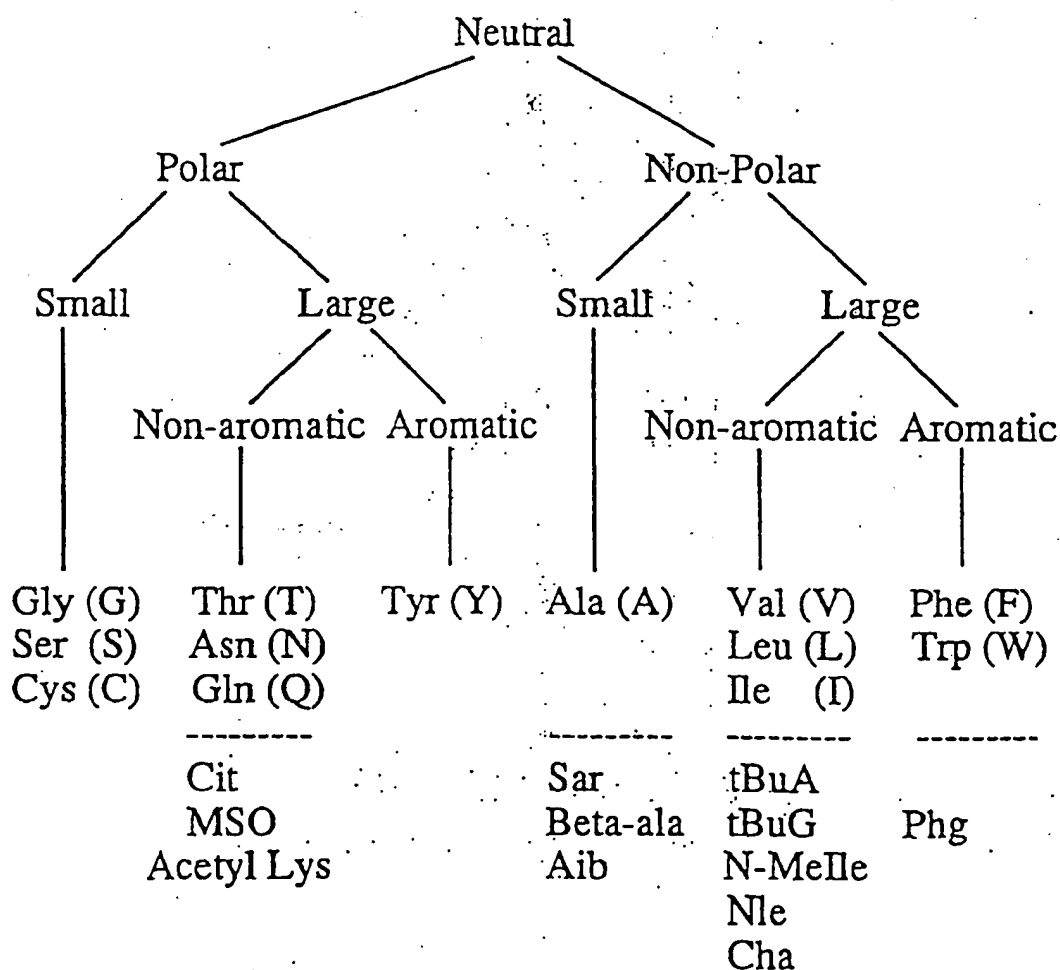 Neutral
Polar Non-Polar
Small Large Small Large
Non-aromatic Aromatic Non-aromatic Aromatic
Gly (G) Thr (T) Tyr (Y) Ala (A) Val (V) Phe (F)
Ser (S) Asn (N) Leu (L) Trp (W)
Cys (C) Gln (Q) Ile (I)
--------- --------- --------- ---------
Cit Sar tBuA
MSO Beta-ala tBuG Phg
Acetyl Lys Aib N-MeIle
Nle
Cha